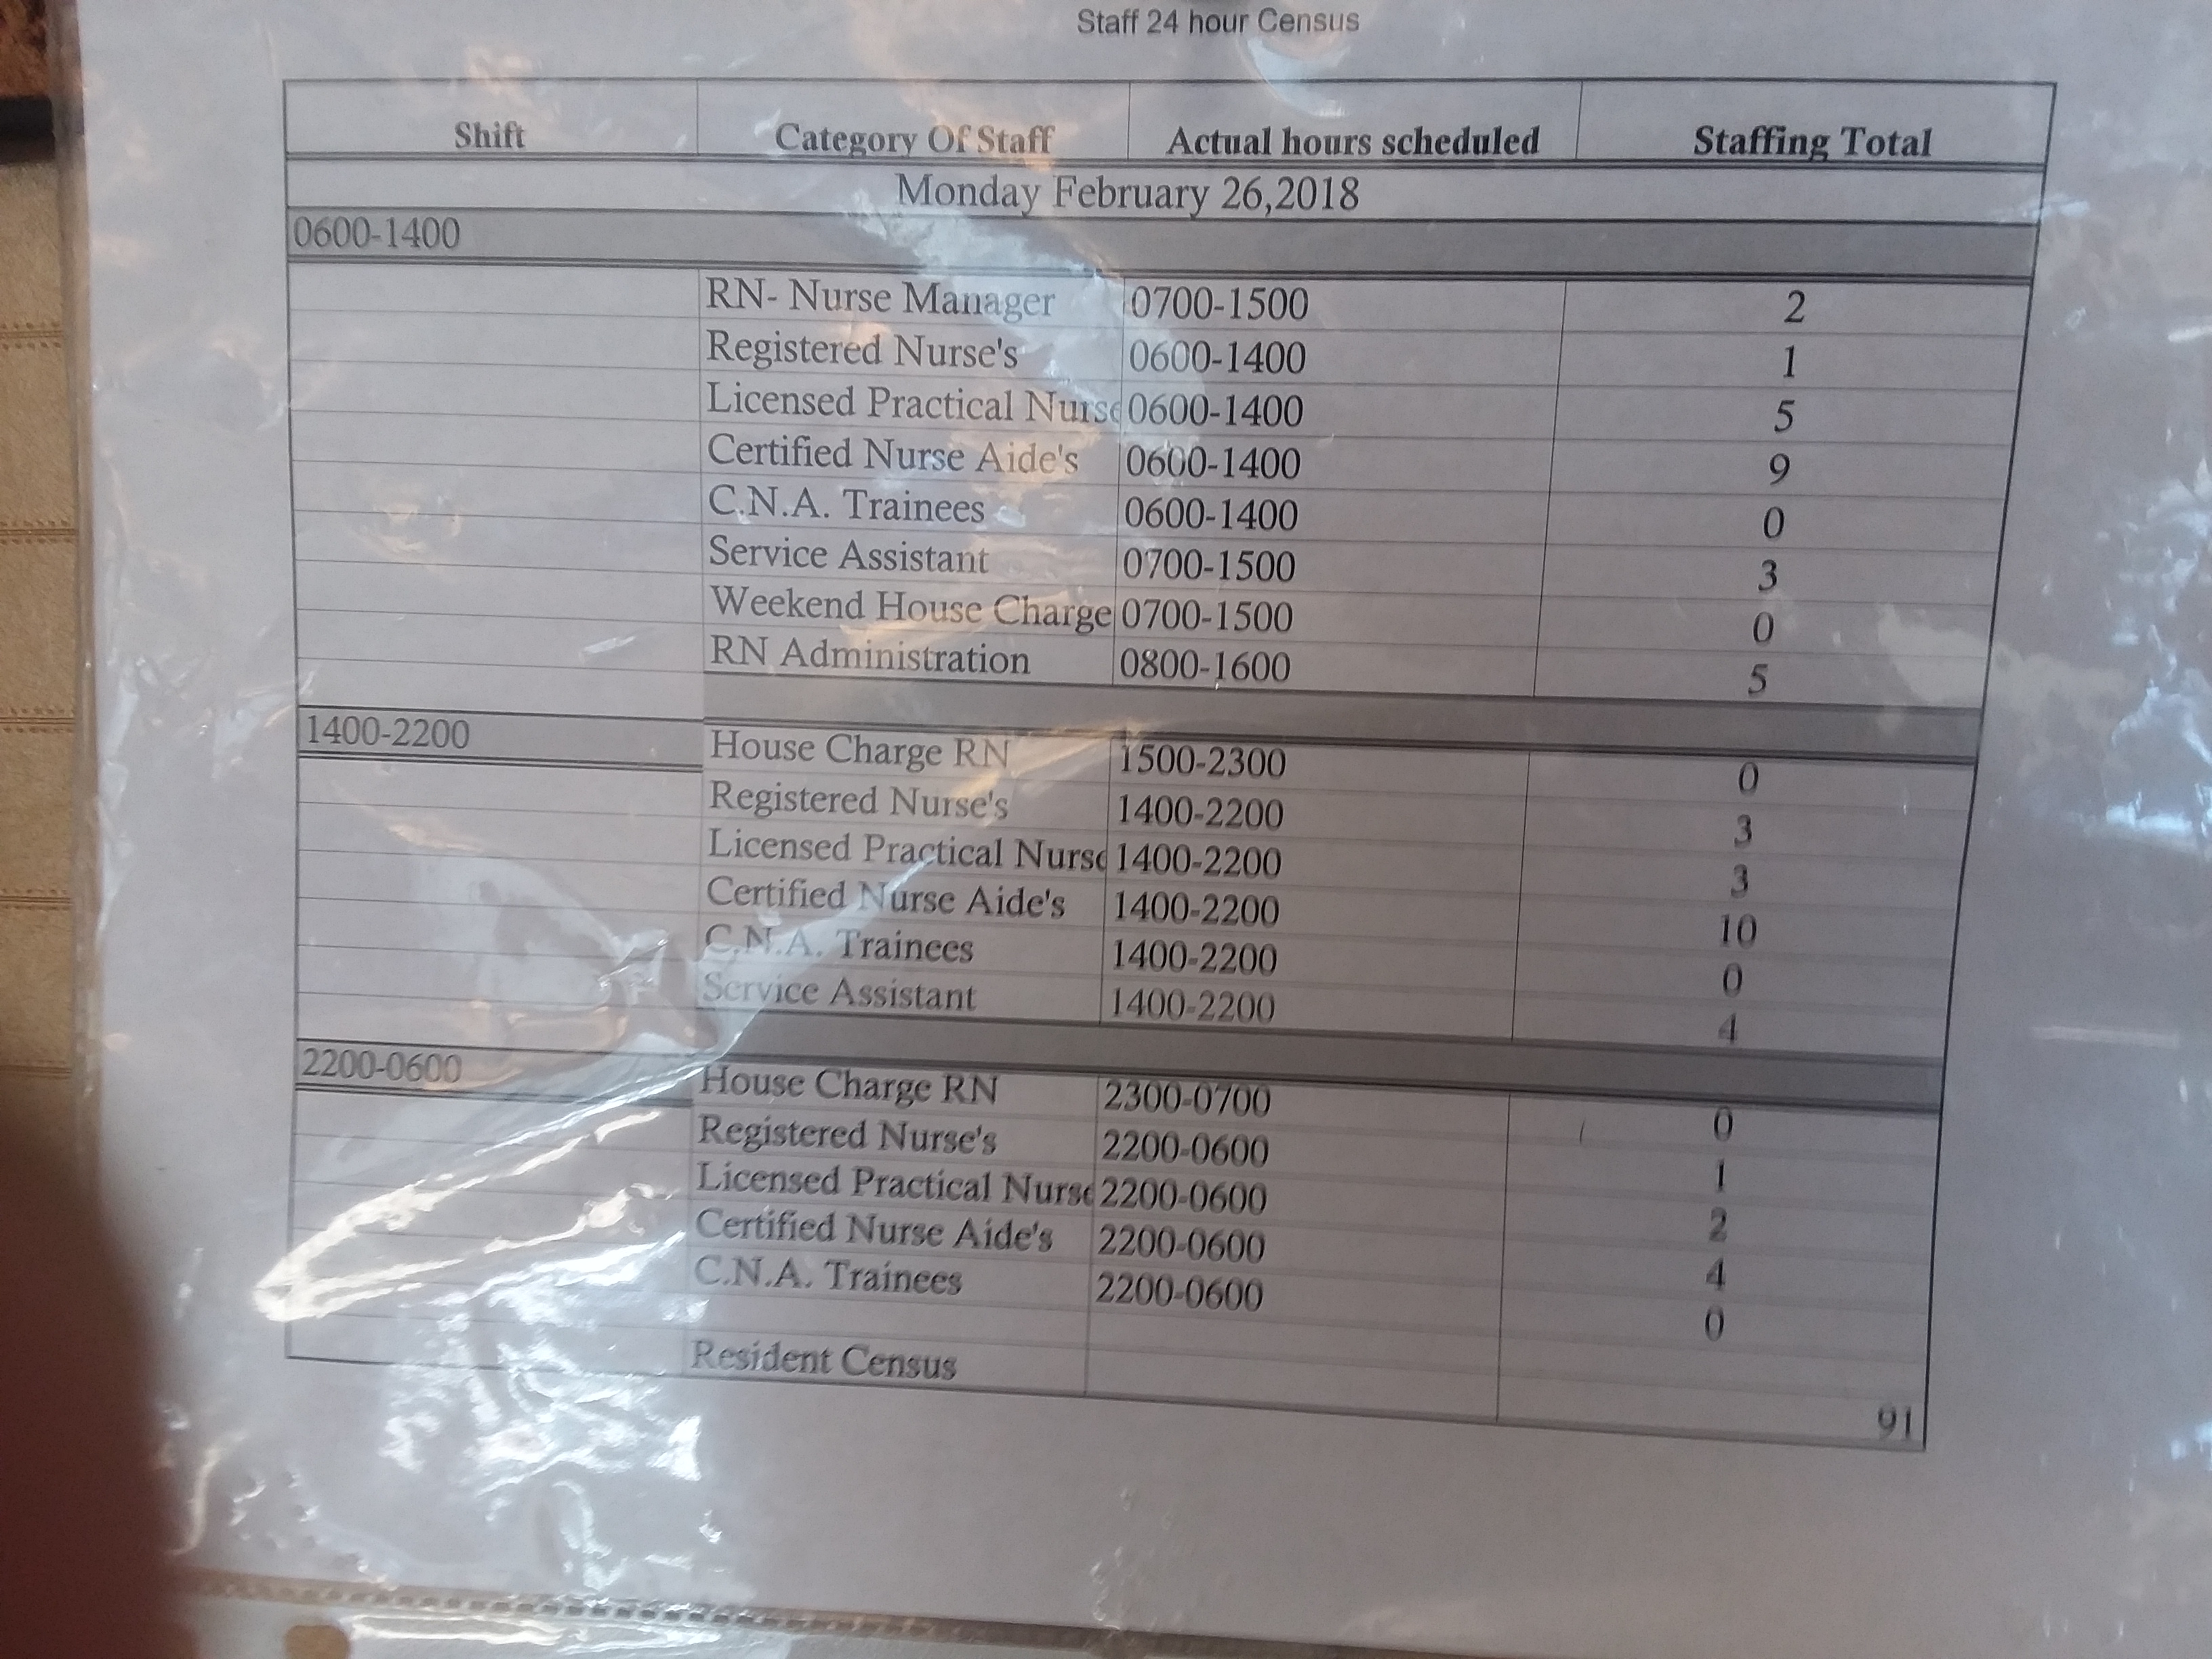 Staff 24 hour Census
Shift Category Of Staff Actual hours scheduled Staffing Total
Monday February 26,2018
0600-1400
RN- Nurse Manager 0700-1500 2
Registered Nurse's 0600-1400 1
Licensed Practical Nurse 0600-1400 5
Certified Nurse Aide's 0600-1400 9
C.N.A. Trainees 0600-1400 0
Service Assistant 0700-1500 3
Weekend House Charge 0700-1500 0
RN Administration 0800-1600 5
1400-2200
House Charge RN 1500-2300 0
Registered Nurse's 1400-2200 3
Licensed Practical Nurse 1400-2200 3
Certified Nurse Aide's 1400-2200 10
C.N.A. Trainees 1400-2200 0
Service Assistant 1400-2200 4
2200-0600
House Charge RN 2300-0700 0
Registered Nurse's 2200-0600 1
Licensed Practical Nurse 2200-0600 2
Certified Nurse Aide's 2200-0600 4
C.N.A. Trainees 2200-0600 0
Resident Census 91